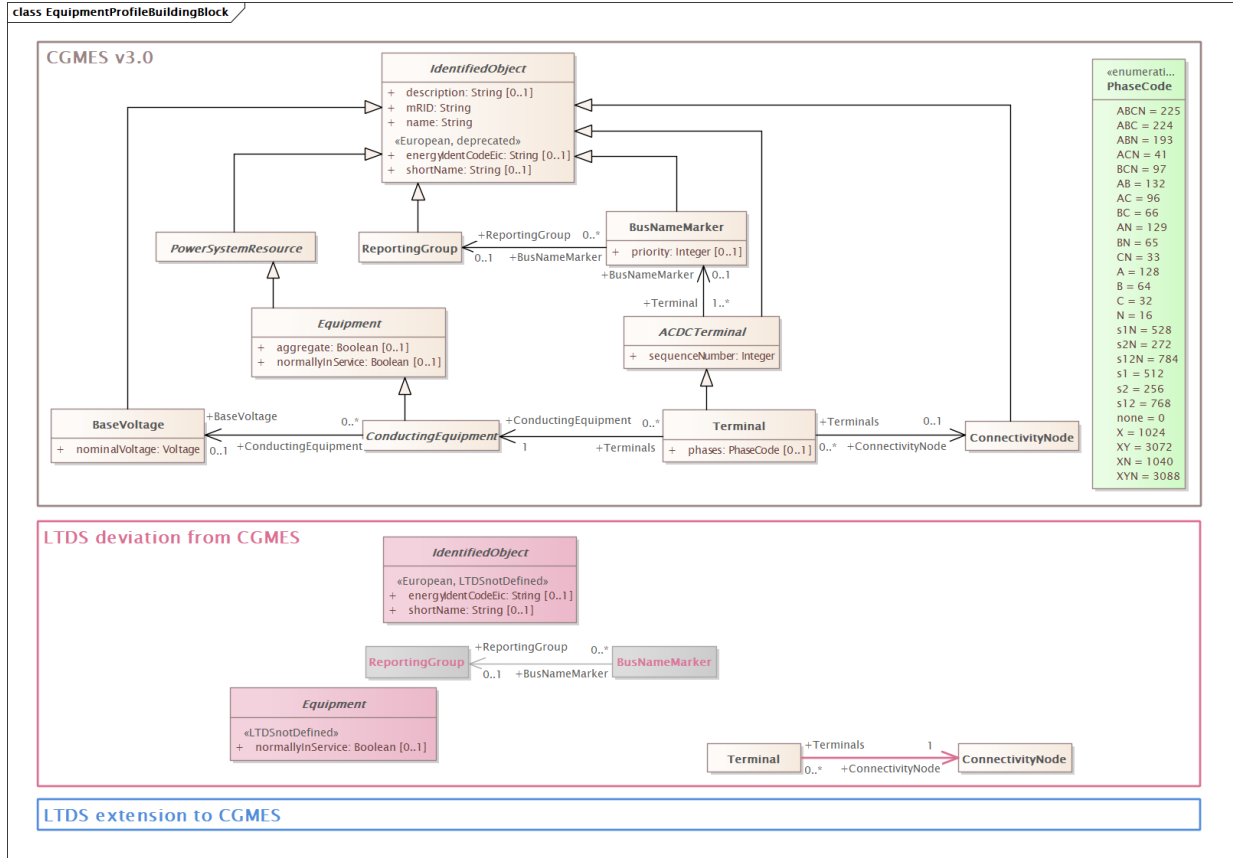 class EquipmentProfileBuildingBlock
CGMES v3.0
IdentifiedObject
+ description: String [0..1]
+ mRID: String
+ name: String
«European, deprecated»
+ energyIdentCodeEic: String [0..1]
+ shortName: String [0..1]
«enumerati...
PhaseCode
ABCN = 225
ABC = 224
ABN = 193
ACN = 41
BCN = 97
AB = 132
AC = 96
BC = 66
AN = 129
BN = 65
CN = 33
A = 128
B = 64
C = 32
N = 16
s1N = 528
s2N = 272
s12N = 784
s1 = 512
s2 = 256
s12 = 768
none = 0
X = 1024
XY = 3072
XN = 1040
XYN = 3088
PowerSystemResource
ReportingGroup
+ReportingGroup 0..*
0..1 +BusNameMarker
BusNameMarker
+ priority: Integer [0..1]
+BusNameMarker 0..1
+Terminal 1..*
Equipment
+ aggregate: Boolean [0..1]
+ normallyInService: Boolean [0..1]
ACDCTerminal
+ sequenceNumber: Integer
BaseVoltage
+ nominalVoltage: Voltage
+BaseVoltage 0..*
0..1 +ConductingEquipment
ConductingEquipment
+ConductingEquipment 0..*
1 +Terminals
Terminal
+ phases: PhaseCode [0..1]
+Terminals 0..1
0..* +ConnectivityNode
ConnectivityNode
LTDS deviation from CGMES
IdentifiedObject
«European, LTDSnotDefined»
+ energyIdentCodeEic: String [0..1]
+ shortName: String [0..1]
ReportingGroup
+ReportingGroup 0..*
0..1 +BusNameMarker
BusNameMarker
Equipment
«LTDSnotDefined»
+ normallyInService: Boolean [0..1]
Terminal
+Terminals 1
0..* +ConnectivityNode
ConnectivityNode
LTDS extension to CGMES